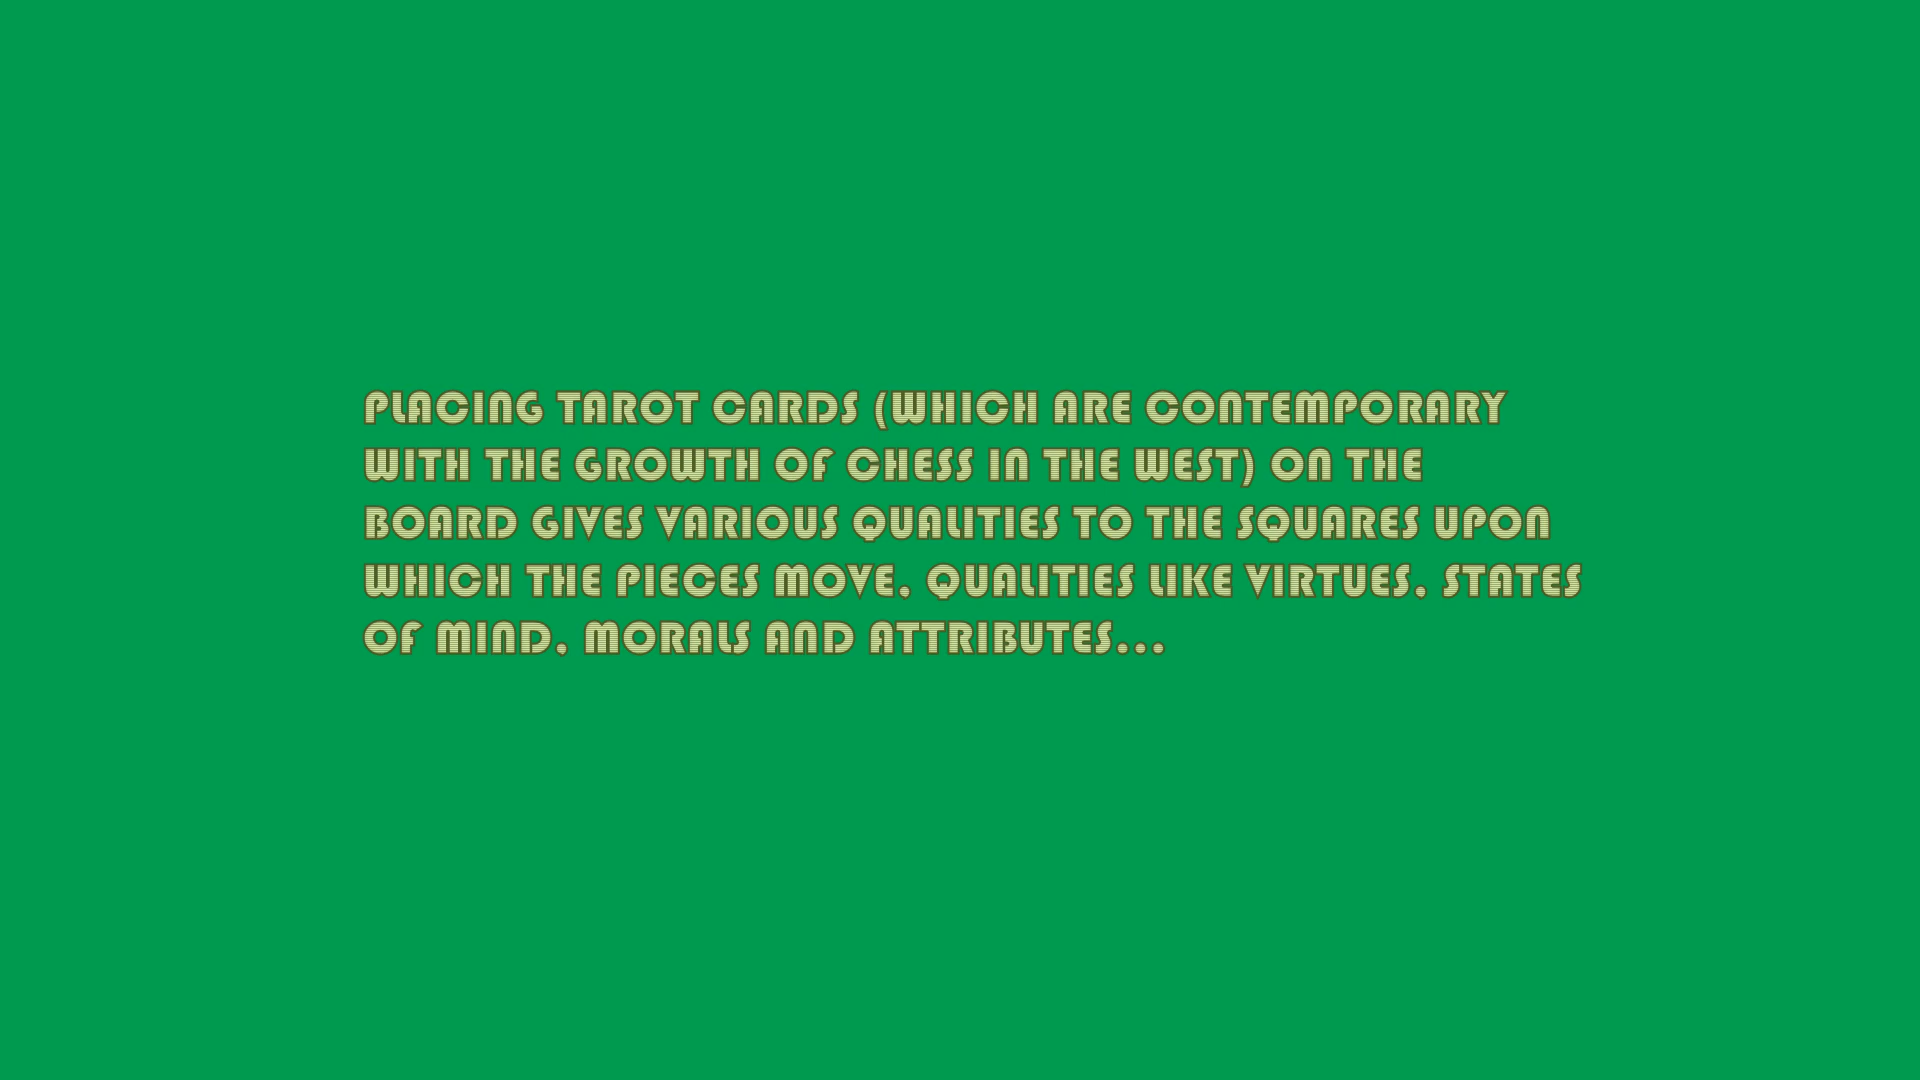 PLACING TAROT CARDS (WHICH ARE CONTEMPORARY
WITH THE GROWTH OF CHESS IN THE WEST) ON THE
BOARD GIVES VARIOUS QUALITIES TO THE SQUARES UPON
WHICH THE PIECES MOVE, QUALITIES LIKE VIRTUES, STATES
OF MIND, MORALS AND ATTRIBUTES...